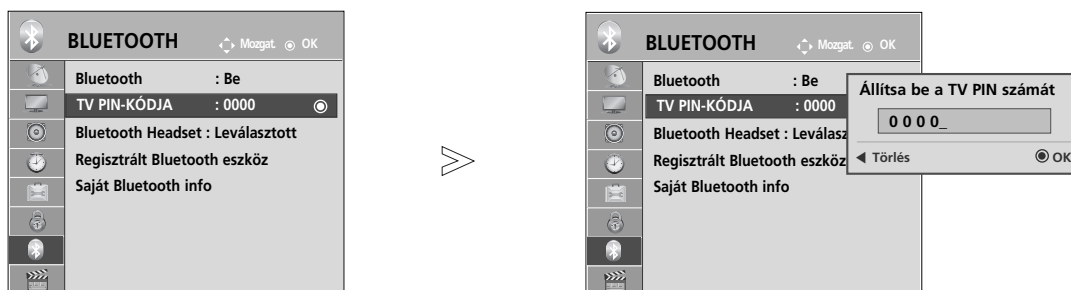 BLUETOOTH
Mozgat. OK
Bluetooth : Be
TV PIN-KÓDJA : 0000
Bluetooth Headset : Leválasztott
Regisztrált Bluetooth eszköz
Saját Bluetooth info
BLUETOOTH
Mozgat. OK
Bluetooth : Be
TV PIN-KÓDJA : 0000
Bluetooth Headset : Leválasz
Regisztrált Bluetooth eszköz
Saját Bluetooth info
Állítsa be a TV PIN számát
0 0 0 0_
Törlés OK